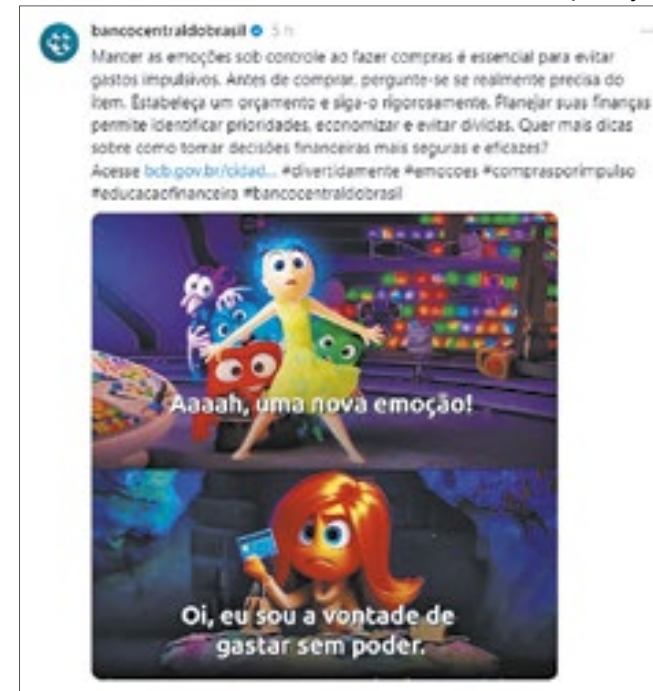 bancocentraldobrasil 5 h
Manter as emoções sob controle ao fazer compras é essencial para evitar
gastos impulsivos. Antes de comprar, pergunte-se se realmente precisa do
item. Estabeleça um orçamento e siga-o rigorosamente. Planejar suas finanças
permite identificar prioridades, economizar e evitar dívidas. Quer mais dicas
sobre como tomar decisões financeiras mais seguras e eficazes?
Acesse bcb.gov.br/cidad... #divertidamente #emocoes #comprasporimpulso
#educacaofinanceira #bancocentraldobrasil
Aaaah, uma nova emoção!
Oi, eu sou a vontade de
gastar sem poder.